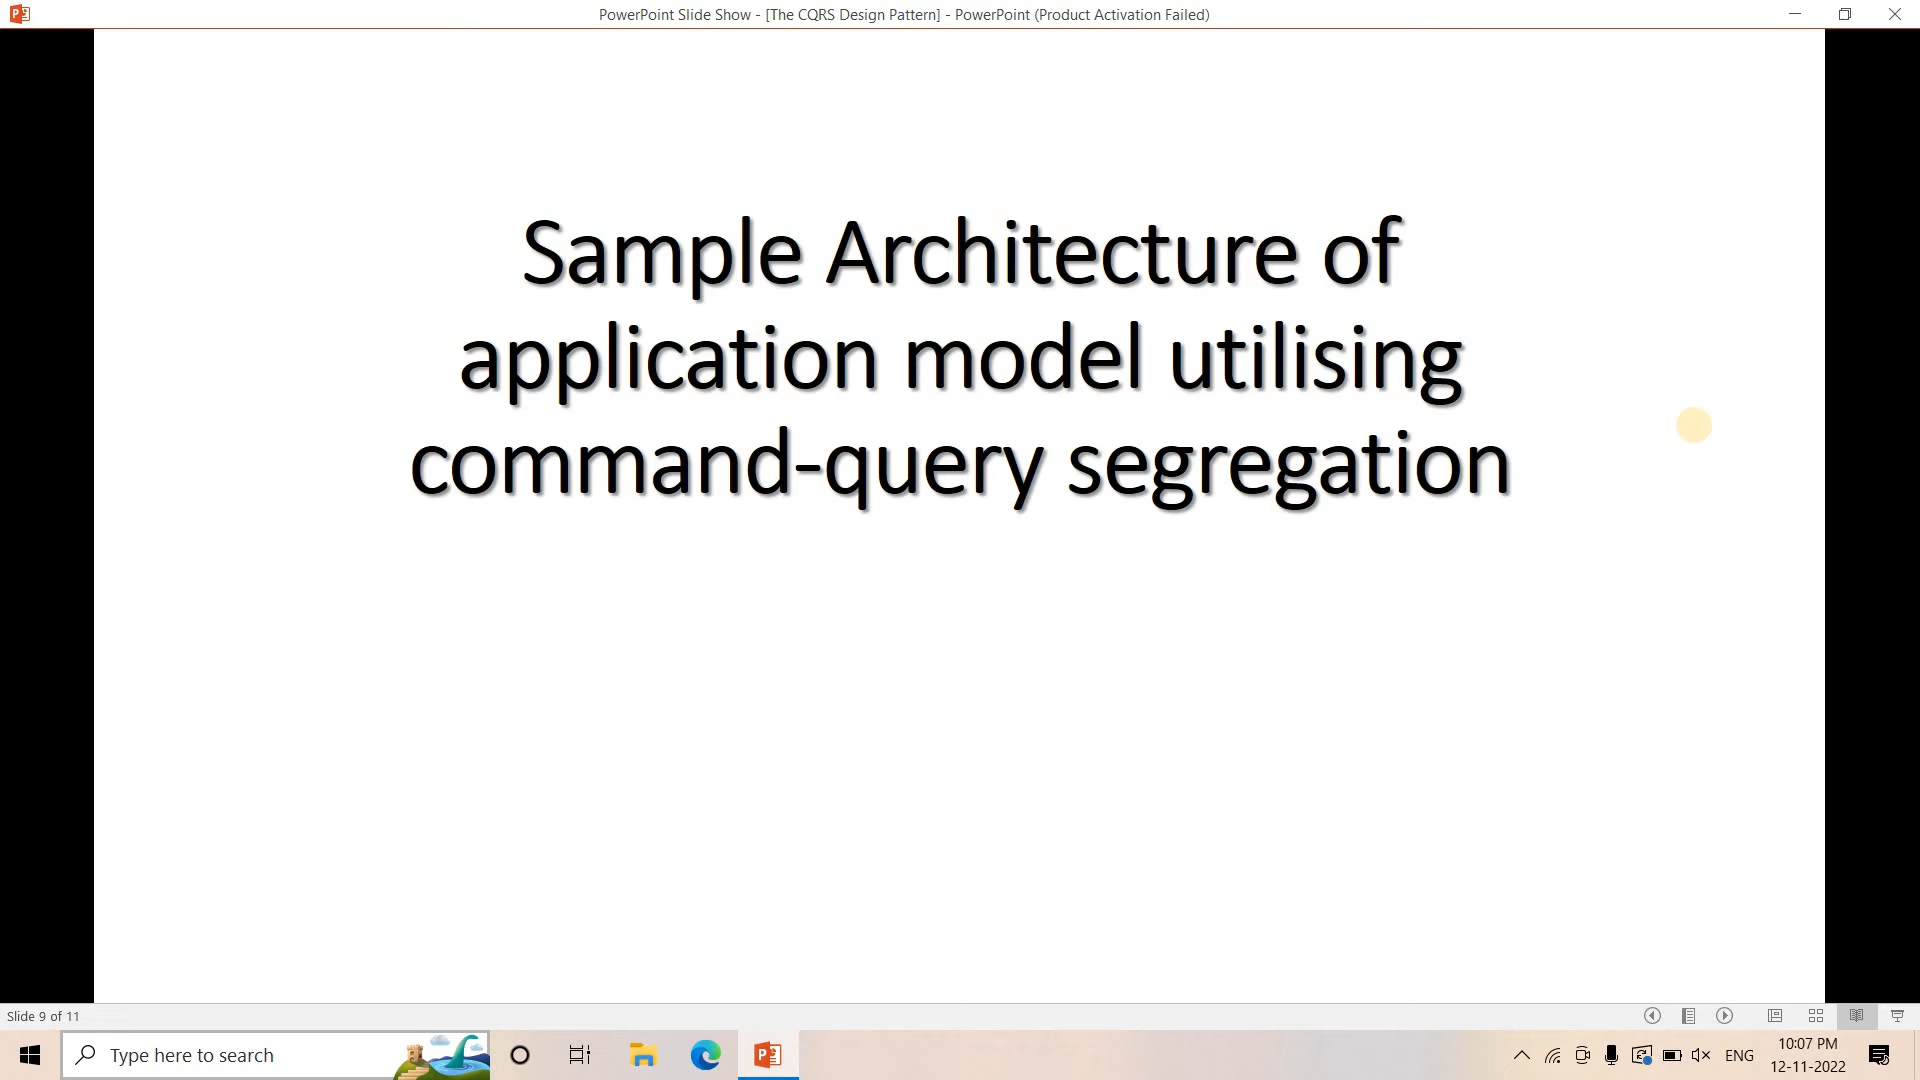 PowerPoint Slide Show - [The CQRS Design Pattern] - PowerPoint (Product Activation Failed)
Sample Architecture of
application model utilising
command-query segregation
Slide 9 of 11
Type here to search
ENG
10:07 PM
12-11-2022